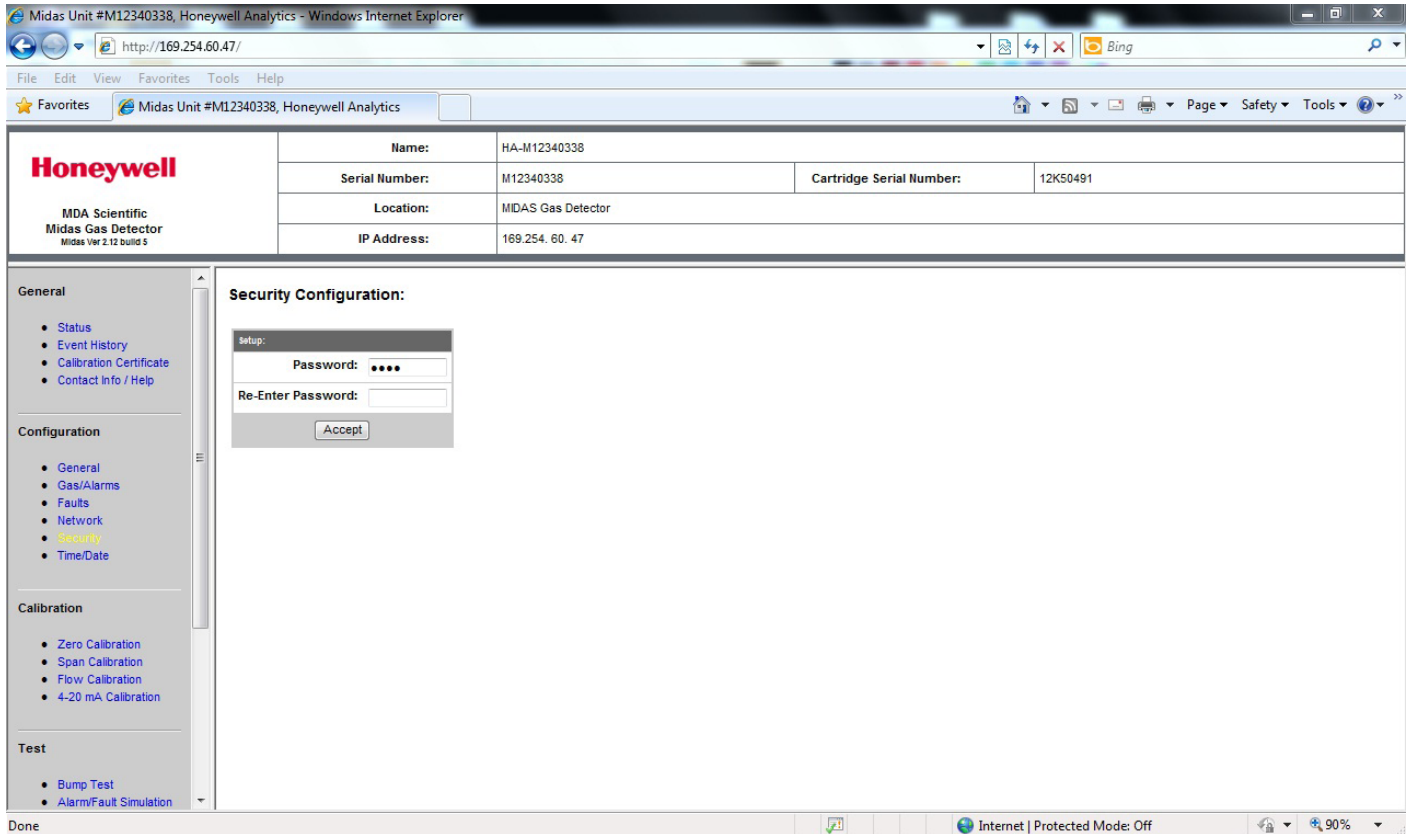 Midas Unit #M12340338, Honeywell Analytics - Windows Internet Explorer
http://169.254.60.47/
Bing
File Edit View Favorites Tools Help
Favorites
Midas Unit #M12340338, Honeywell Analytics
Page Safety Tools
Honeywell
MDA Scientific
Midas Gas Detector
Midas Ver 2.12 build 5
Name: HA-M12340338
Serial Number: M12340338 Cartridge Serial Number: 12K50491
Location: MIDAS Gas Detector
IP Address: 169.254. 60. 47
General
Status
Event History
Calibration Certificate
Contact Info / Help
Configuration
General
Gas/Alarms
Faults
Network
Security
Time/Date
Calibration
Zero Calibration
Span Calibration
Flow Calibration
4-20 mA Calibration
Test
Bump Test
Alarm/Fault Simulation
Security Configuration:
Setup:
Password: ●●●●
Re-Enter Password:
Accept
Done
Internet | Protected Mode: Off
90%